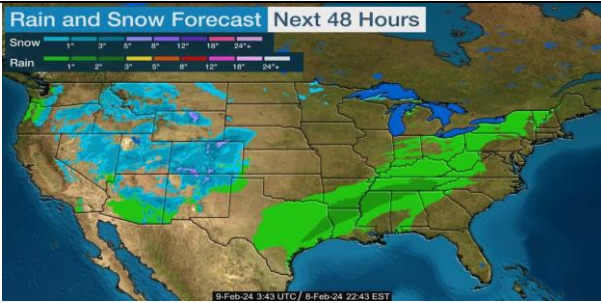 Rain and Snow Forecast Next 48 Hours
Snow
1" 3" 5" 8" 12" 18" 24"+
Rain
1" 2" 3" 5" 8" 12" 18" 24"+
9-Feb-24 3:43 UTC / 8-Feb-24 22:43 EST